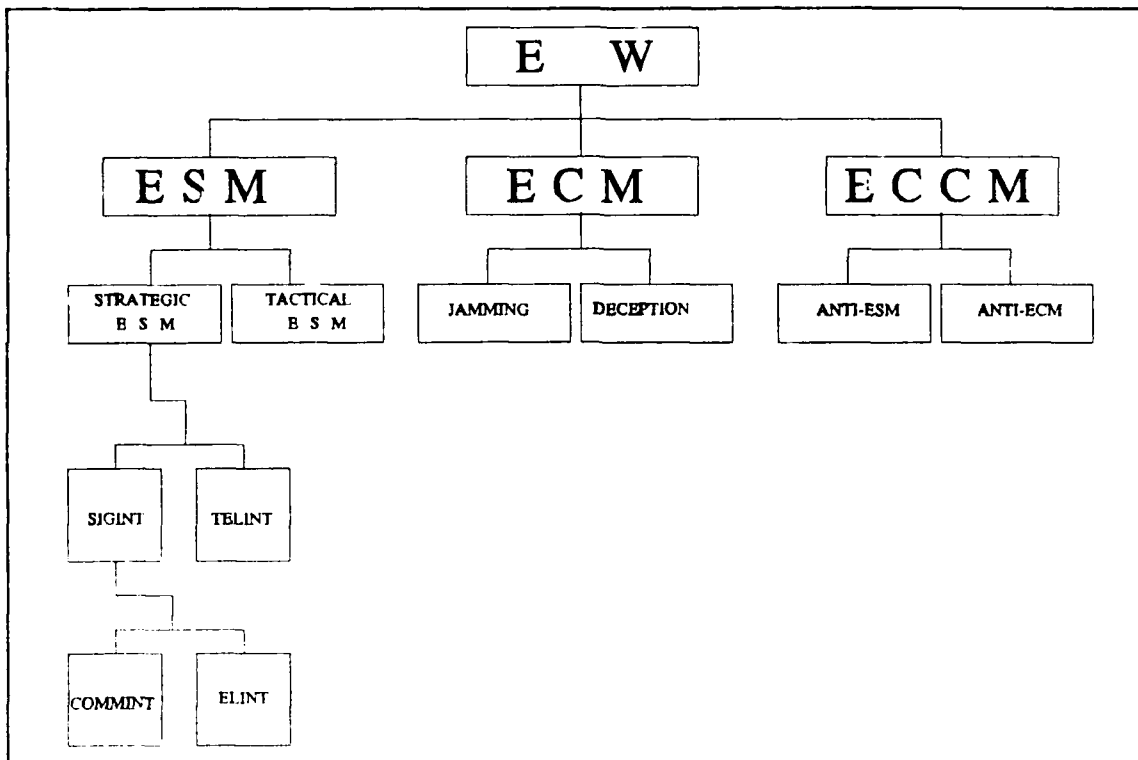 E W
E S M
E C M
E C C M
STRATEGIC
E S M
TACTICAL
E S M
JAMMING
DECEPTION
ANTI-ESM
ANTI-ECM
SIGINT
TELINT
COMMINT
ELINT